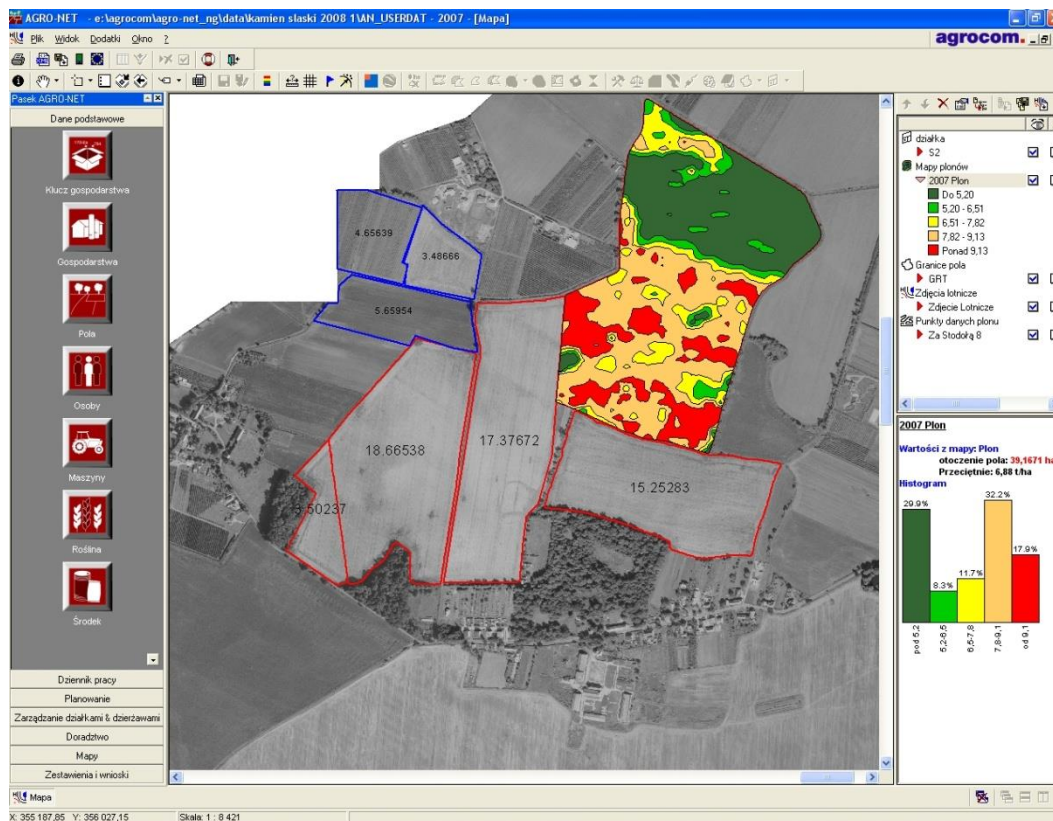 AGRO-NET - e:\agrocom\agro-net_ng\data\kamien slaski 2008 1\AN_USERDAT - 2007 - [Mapa]
Plik Widok Dodatki Okno ?
agrocom.
Pasek AGRO-NET
Dane podstawowe
Klucz gospodarstwa
Gospodarstwa
Pola
Osoby
Maszyny
Roślina
Środek
Dziennik pracy
Planowanie
Zarządzanie działkami & dzierżawami
Doradztwo
Mapy
Zestawienia i wnioski
4.65639
3.48666
5.65954
18.66538
17.37672
15.25283
.50237
działka
S2
Mapy plonów
2007 Plon
Do 5,20
5,20 - 6,51
6,51 - 7,82
7,82 - 9,13
Ponad 9,13
Granice pola
GRT
Zdjęcia lotnicze
Zdjecie Lotnicze
Punkty danych plonu
Za Stodołą 8
2007 Plon
Wartości z mapy: Plon
otoczenie pola: 39,1671 ha
Przeciętnie: 6,88 t/ha
Histogram
29.9%
8.3%
11.7%
32.2%
17.9%
pod 5,2
5,2-6,5
6,5-7,8
7,8-9,1
od 9,1
Mapa
X: 355 187,85 Y: 356 027,15 Skala: 1 : 8 421